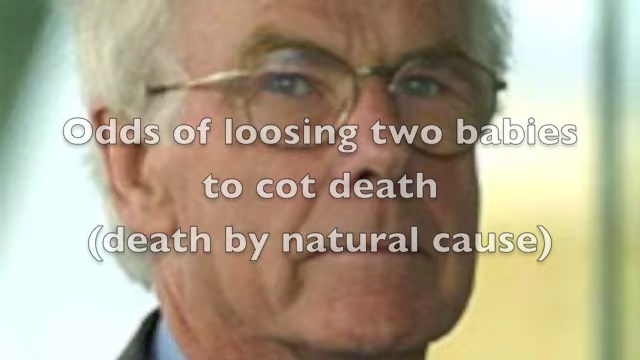 Odds of loosing two babies
to cot death
(death by natural cause)